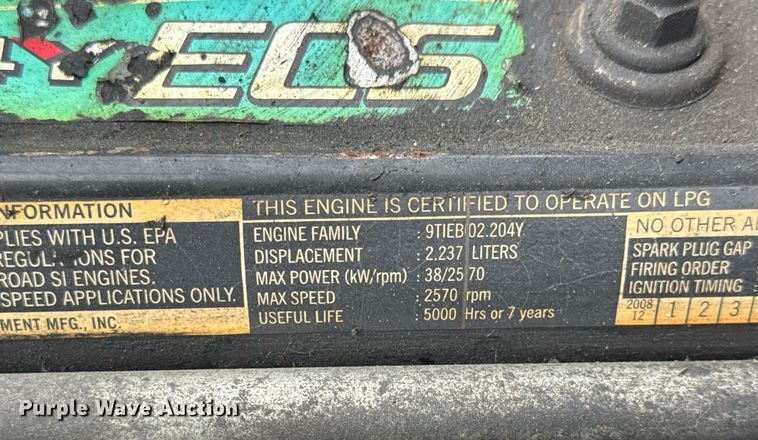 4Y ECS
NFORMATION
PLIES WITH U.S. EPA
REGULATIONS FOR
ROAD SI ENGINES.
SPEED APPLICATIONS ONLY.
MENT MFG., INC.
THIS ENGINE IS CERTIFIED TO OPERATE ON LPG
ENGINE FAMILY : 9TIEB02.204Y
DISPLACEMENT : 2.237 LITERS
MAX POWER (kW/rpm) : 38/2570
MAX SPEED : 2570 rpm
USEFUL LIFE : 5000 Hrs or 7 years
NO OTHER A
SPARK PLUG GAP
FIRING ORDER
IGNITION TIMING :
2008 12 1 2 3
Purple Wave Auction